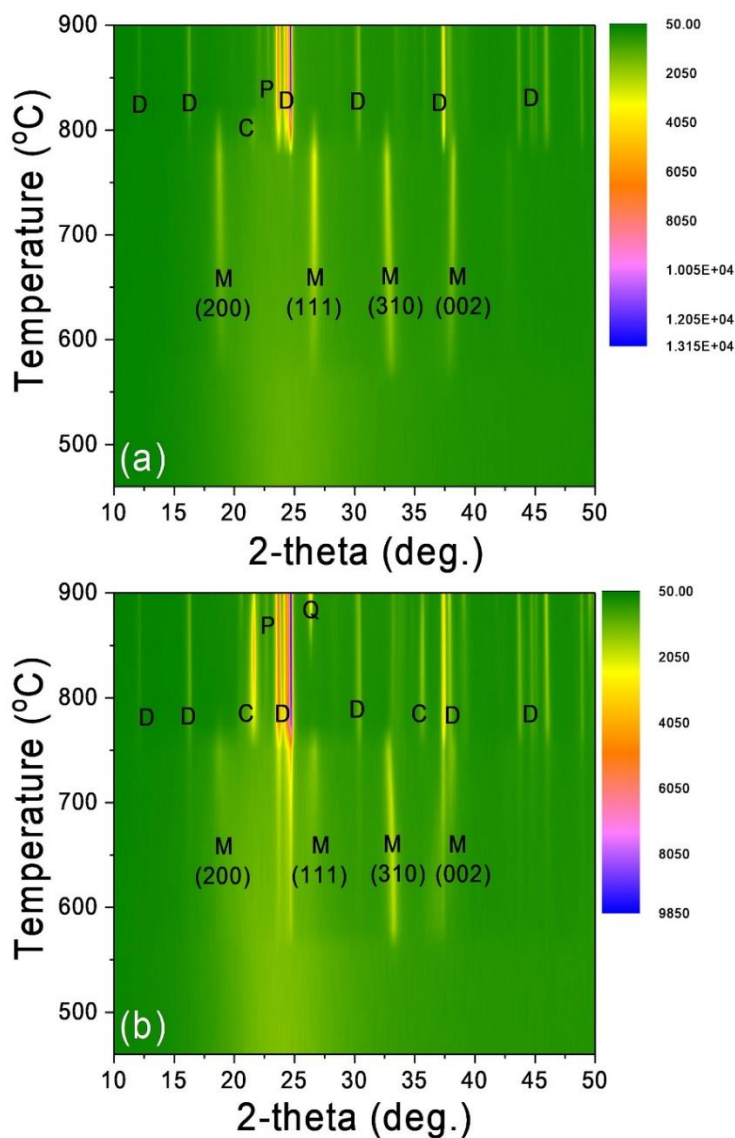 900
800
700
600
500
Temperature (°C)
D D P D D D D
C
M M M M
(200) (111) (310) (002)
(a)
10 15 20 25 30 35 40 45 50
2-theta (deg.)
50.00
2050
4050
6050
8050
1.005E+04
1.205E+04
1.315E+04
900
800
700
600
500
Temperature (°C)
P Q
D D C D D C D D
M M M M
(200) (111) (310) (002)
(b)
10 15 20 25 30 35 40 45 50
2-theta (deg.)
50.00
2050
4050
6050
8050
9850